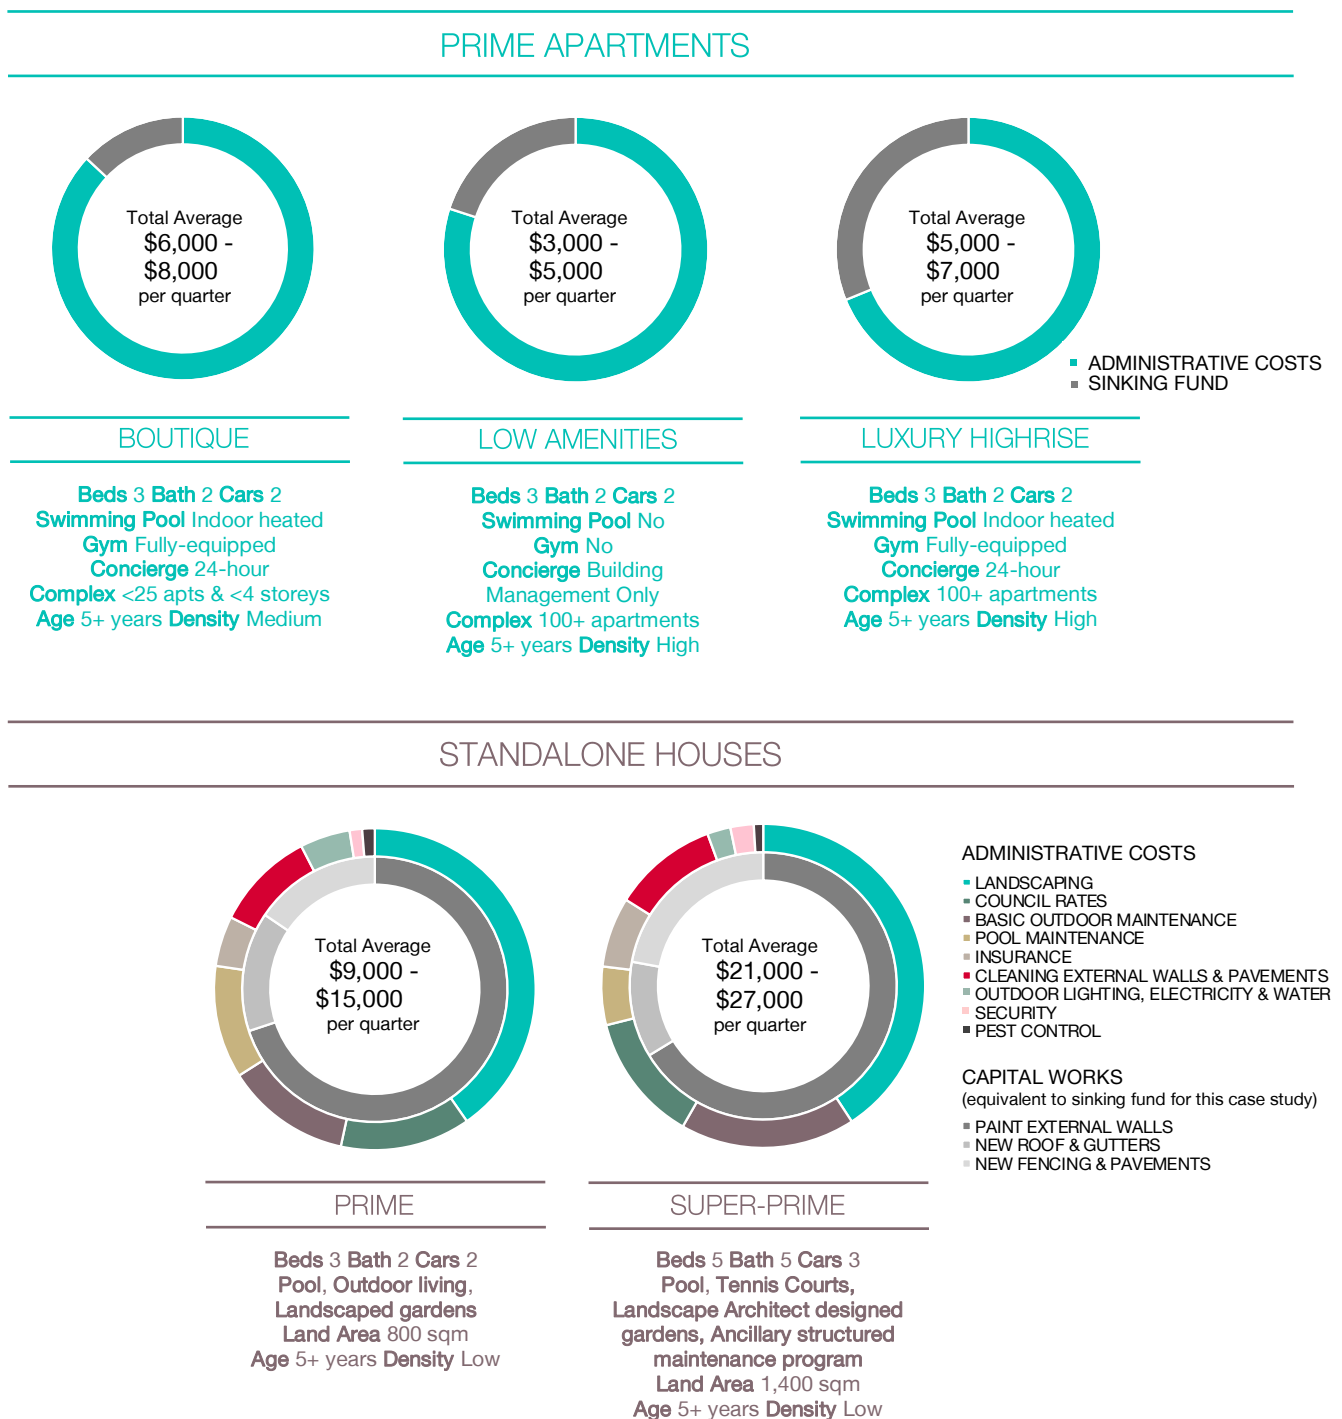 PRIME APARTMENTS
Total Average
$6,000 -
$8,000
per quarter
Total Average
$3,000 -
$5,000
per quarter
Total Average
$5,000 -
$7,000
per quarter
ADMINISTRATIVE COSTS
SINKING FUND
BOUTIQUE
Beds 3 Bath 2 Cars 2
Swimming Pool Indoor heated
Gym Fully-equipped
Concierge 24-hour
Complex <25 apts & <4 storeys
Age 5+ years Density Medium
LOW AMENITIES
Beds 3 Bath 2 Cars 2
Swimming Pool No
Gym No
Concierge Building
Management Only
Complex 100+ apartments
Age 5+ years Density High
LUXURY HIGHRISE
Beds 3 Bath 2 Cars 2
Swimming Pool Indoor heated
Gym Fully-equipped
Concierge 24-hour
Complex 100+ apartments
Age 5+ years Density High
STANDALONE HOUSES
Total Average
$9,000 -
$15,000
per quarter
Total Average
$21,000 -
$27,000
per quarter
ADMINISTRATIVE COSTS
LANDSCAPING
COUNCIL RATES
BASIC OUTDOOR MAINTENANCE
POOL MAINTENANCE
INSURANCE
CLEANING EXTERNAL WALLS & PAVEMENTS
OUTDOOR LIGHTING, ELECTRICITY & WATER
SECURITY
PEST CONTROL
CAPITAL WORKS
(equivalent to sinking fund for this case study)
PAINT EXTERNAL WALLS
NEW ROOF & GUTTERS
NEW FENCING & PAVEMENTS
PRIME
Beds 3 Bath 2 Cars 2
Pool, Outdoor living,
Landscaped gardens
Land Area 800 sqm
Age 5+ years Density Low
SUPER-PRIME
Beds 5 Bath 5 Cars 3
Pool, Tennis Courts,
Landscape Architect designed
gardens, Ancillary structured
maintenance program
Land Area 1,400 sqm
Age 5+ years Density Low